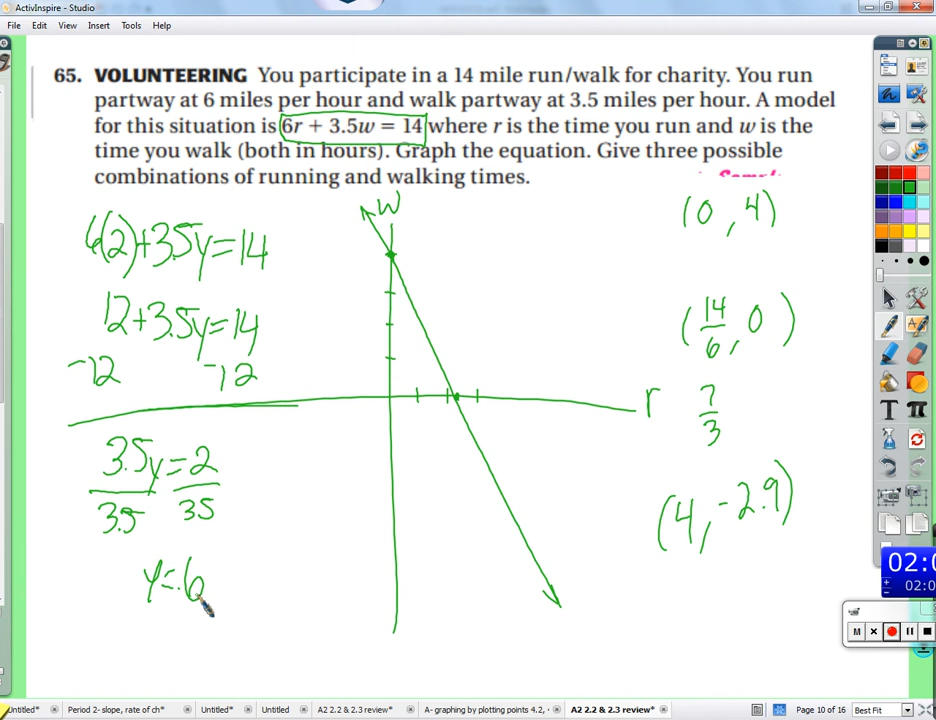 ActivInspire - Studio
File Edit View Insert Tools Help
65. VOLUNTEERING You participate in a 14 mile run/walk for charity. You run
partway at 6 miles per hour and walk partway at 3.5 miles per hour. A model
for this situation is 6r + 3.5w = 14 where r is the time you run and w is the
time you walk (both in hours). Graph the equation. Give three possible
combinations of running and walking times.
6(2)+3.5y=14
12+3.5y=14
-12 -12
3.5y=2
3.5 35
y=.6
W
r
(0, 4)
(14/6, 0)
7/3
(4, -2.9)
T π
02:0
02:0
M
Untitled* Period 2- slope, rate of ch* Untitled* Untitled A2 2.2 & 2.3 review* A- graphing by plotting points 4.2, A2 2.2 & 2.3 review* Page 10 of 16 Best Fit